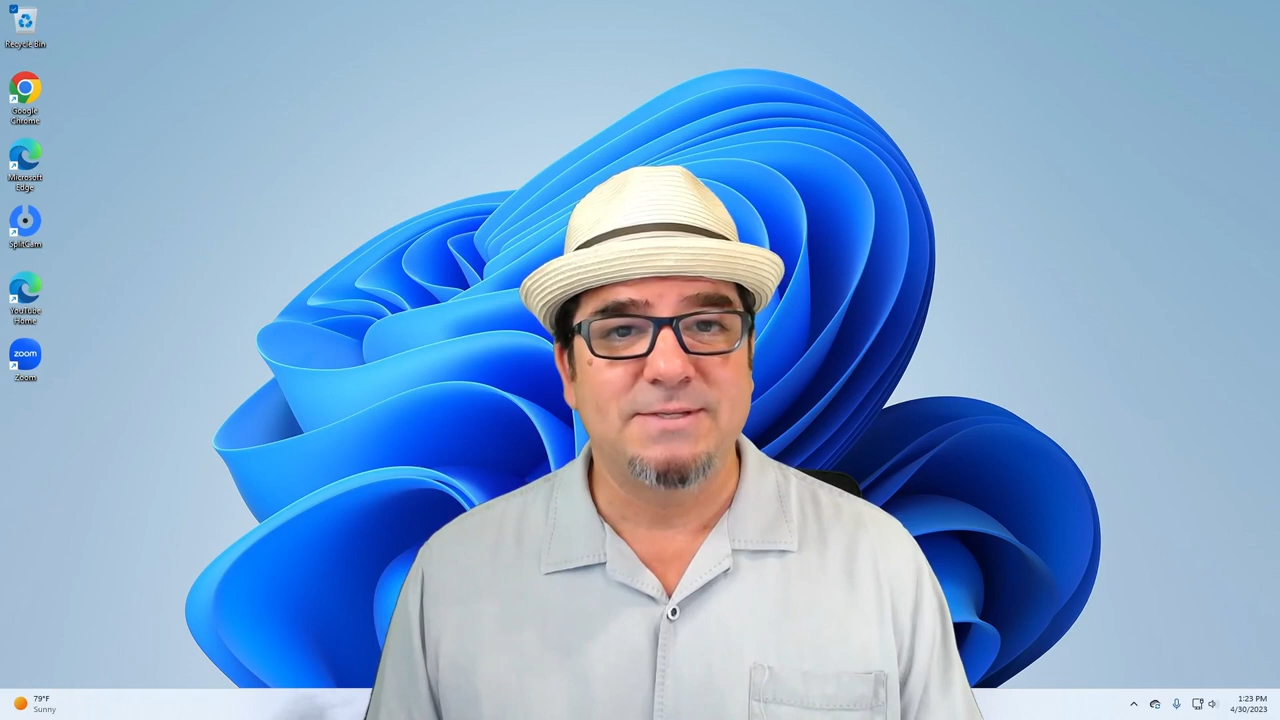 Recycle Bin
Google
Chrome
Microsoft
Edge
SplitCam
YouTube
Home
zoom
Zoom
79°F
Sunny
1:23 PM
4/30/2023